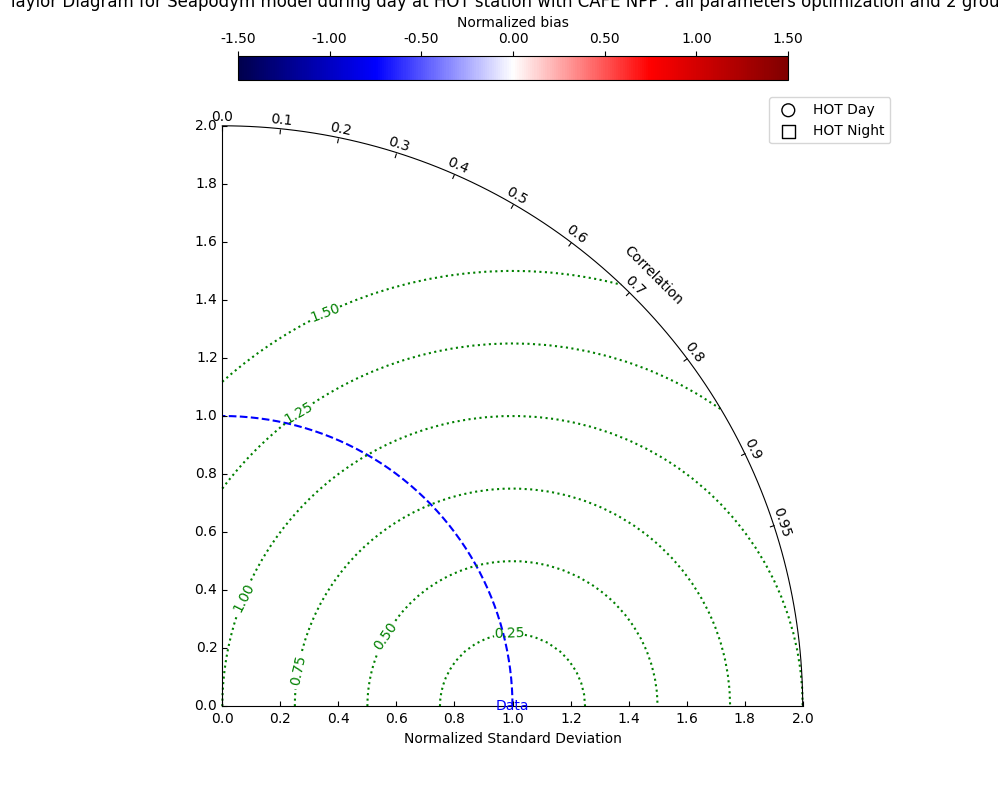 Taylor Diagram for Seapodym model during day at HOT station with CAFE NPP : all parameters optimization and 2
Normalized bias
-1.50 -1.00 -0.50 0.00 0.50 1.00 1.50
HOT Day
HOT Night
0.0 0.1 0.2 0.3 0.4 0.5 0.6 0.7 0.8 0.9 0.95
Correlation
2.0
1.8
1.6
1.4
1.2
1.0
0.8
0.6
0.4
0.2
0.0
1.50
1.25
1.00
0.75
0.50
0.25
Data
0.0 0.2 0.4 0.6 0.8 1.0 1.2 1.4 1.6 1.8 2.0
Normalized Standard Deviation